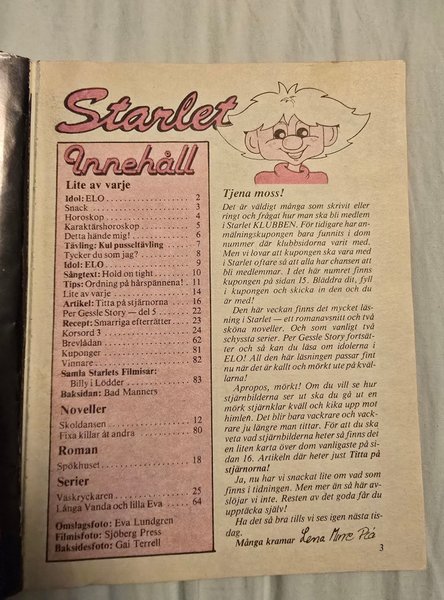 Starlet
Innehåll
Lite av varje
Idol: ELO 2
Snack 3
Horoskop 4
Karaktärshoroskop 5
Detta hände mig! 6
Tävling: Kul pusseltävling 7
Tycker du som jag? 8
Idol: ELO 9
Sångtext: Hold on tight 10
Tips: Ordning på hårspännena! 11
Lite av varje 14
Artikel: Titta på stjärnorna 16
Per Gessle Story — del 5 22
Recept: Smarriga efterrätter 23
Korsord 3 24
Brevlådan 62
Kuponger 81
Vinnare 82
Samla Starlets Filmisar:
Billy i Lödder 83
Baksidan: Bad Manners
Noveller
Skoldansen 12
Fixa killar åt andra 80
Roman
Spökhuset 18
Serier
Väskryckaren 25
Långa Vanda och lilla Eva 64
Omslagsfoto: Eva Lundgren
Filmisfoto: Sjöberg Press
Baksidesfoto: Gai Terrell
Tjena moss!
Det är väldigt många som skrivit eller
ringt och frågat hur man ska bli medlem
i Starlet KLUBBEN. För tidigare har an-
mälningskupongen bara funnits i dom
nummer där klubbsidorna varit med.
Men vi lovar att kupongen ska vara med
i Starlet oftare så att alla har chansen att
bli medlemmar. I det här numret finns
kupongen på sidan 15. Bläddra dit, fyll
i kupongen och skicka in den och du
är med!
Den här veckan finns det mycket läs-
ning i Starlet — ett romanavsnitt och två
sköna noveller. Och som vanligt två
schyssta serier. Per Gessle Story fortsät-
ter och så kan du läsa om idolerna i
ELO! All den här läsningen passar fint
nu när det är kallt och mörkt ute på kväl-
larna!
Apropos, mörkt! Om du vill se hur
stjärnbilderna ser ut ska du gå ut en
mörk stjärnklar kväll och kika upp mot
himlen. Det blir bara vackrare och vack-
rare ju längre man tittar. För att du ska
veta vad stjärnbilderna heter så finns det
en liten karta över dom vanligaste på si-
dan 16. Artikeln där heter just Titta på
stjärnorna!
Ja, nu har vi snackat lite om vad som
finns i tidningen. Men mer än så här av-
slöjar vi inte. Resten av det goda får du
upptäcka själv!
Ha det så bra tills vi ses igen nästa tis-
dag.
Många kramar Lena Mme Piá
3